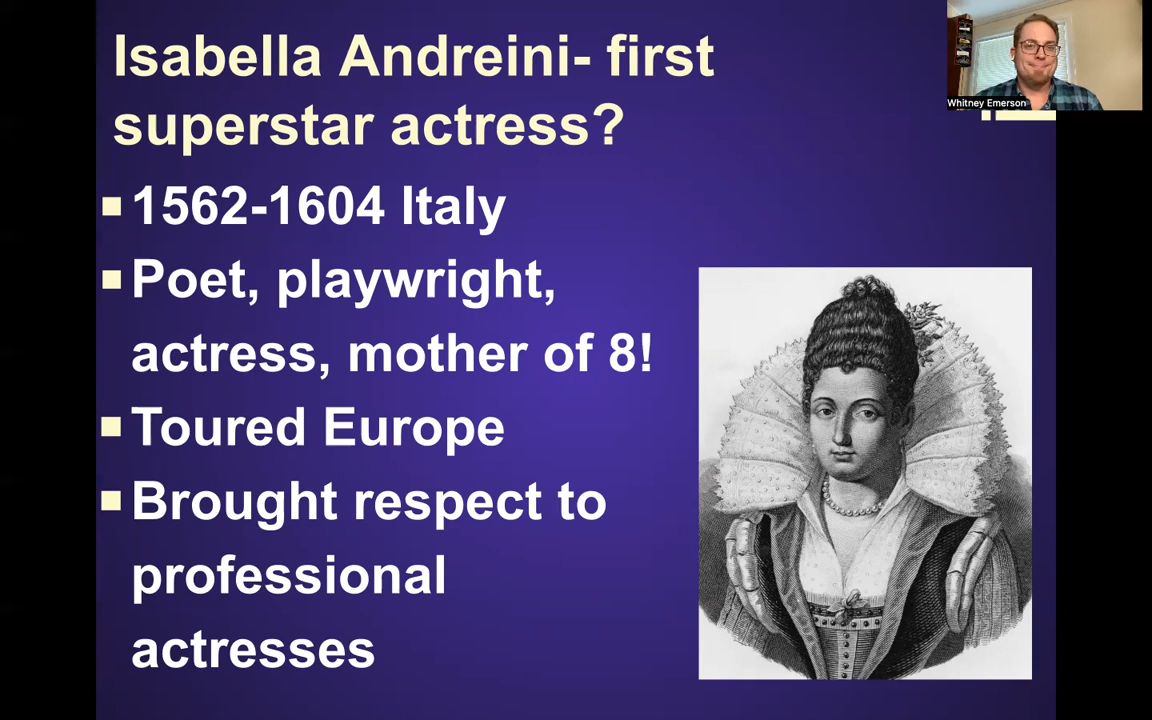 Isabella Andreini- first
superstar actress?
1562-1604 Italy
Poet, playwright,
actress, mother of 8!
Toured Europe
Brought respect to
professional
actresses
Whitney Emerson